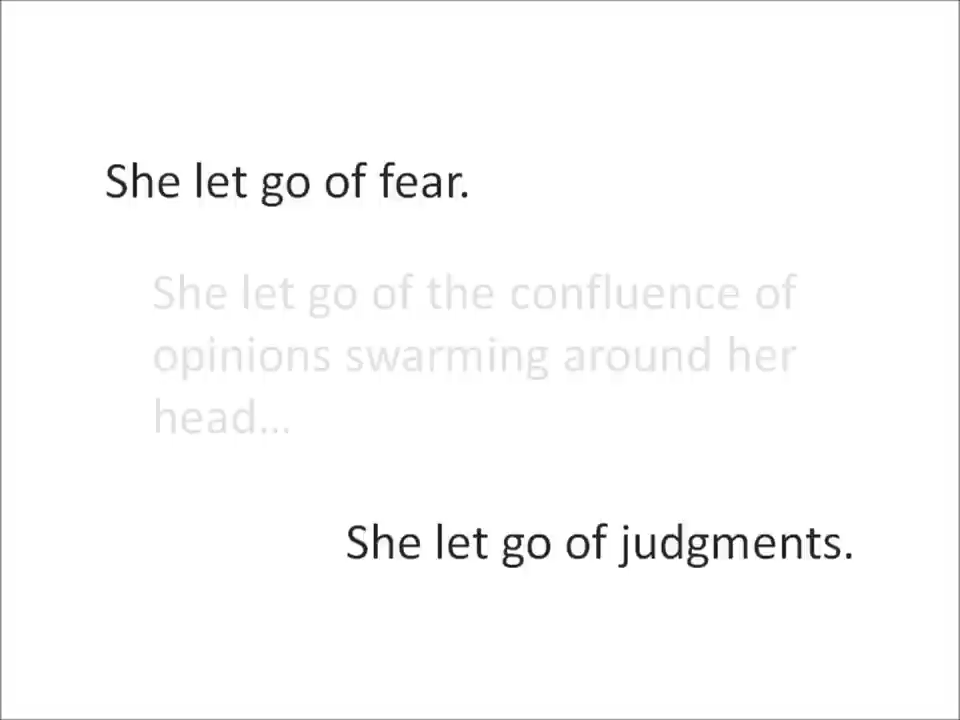 She let go of fear.
She let go of the confluence of
opinions swarming around her
head...
She let go of judgments.